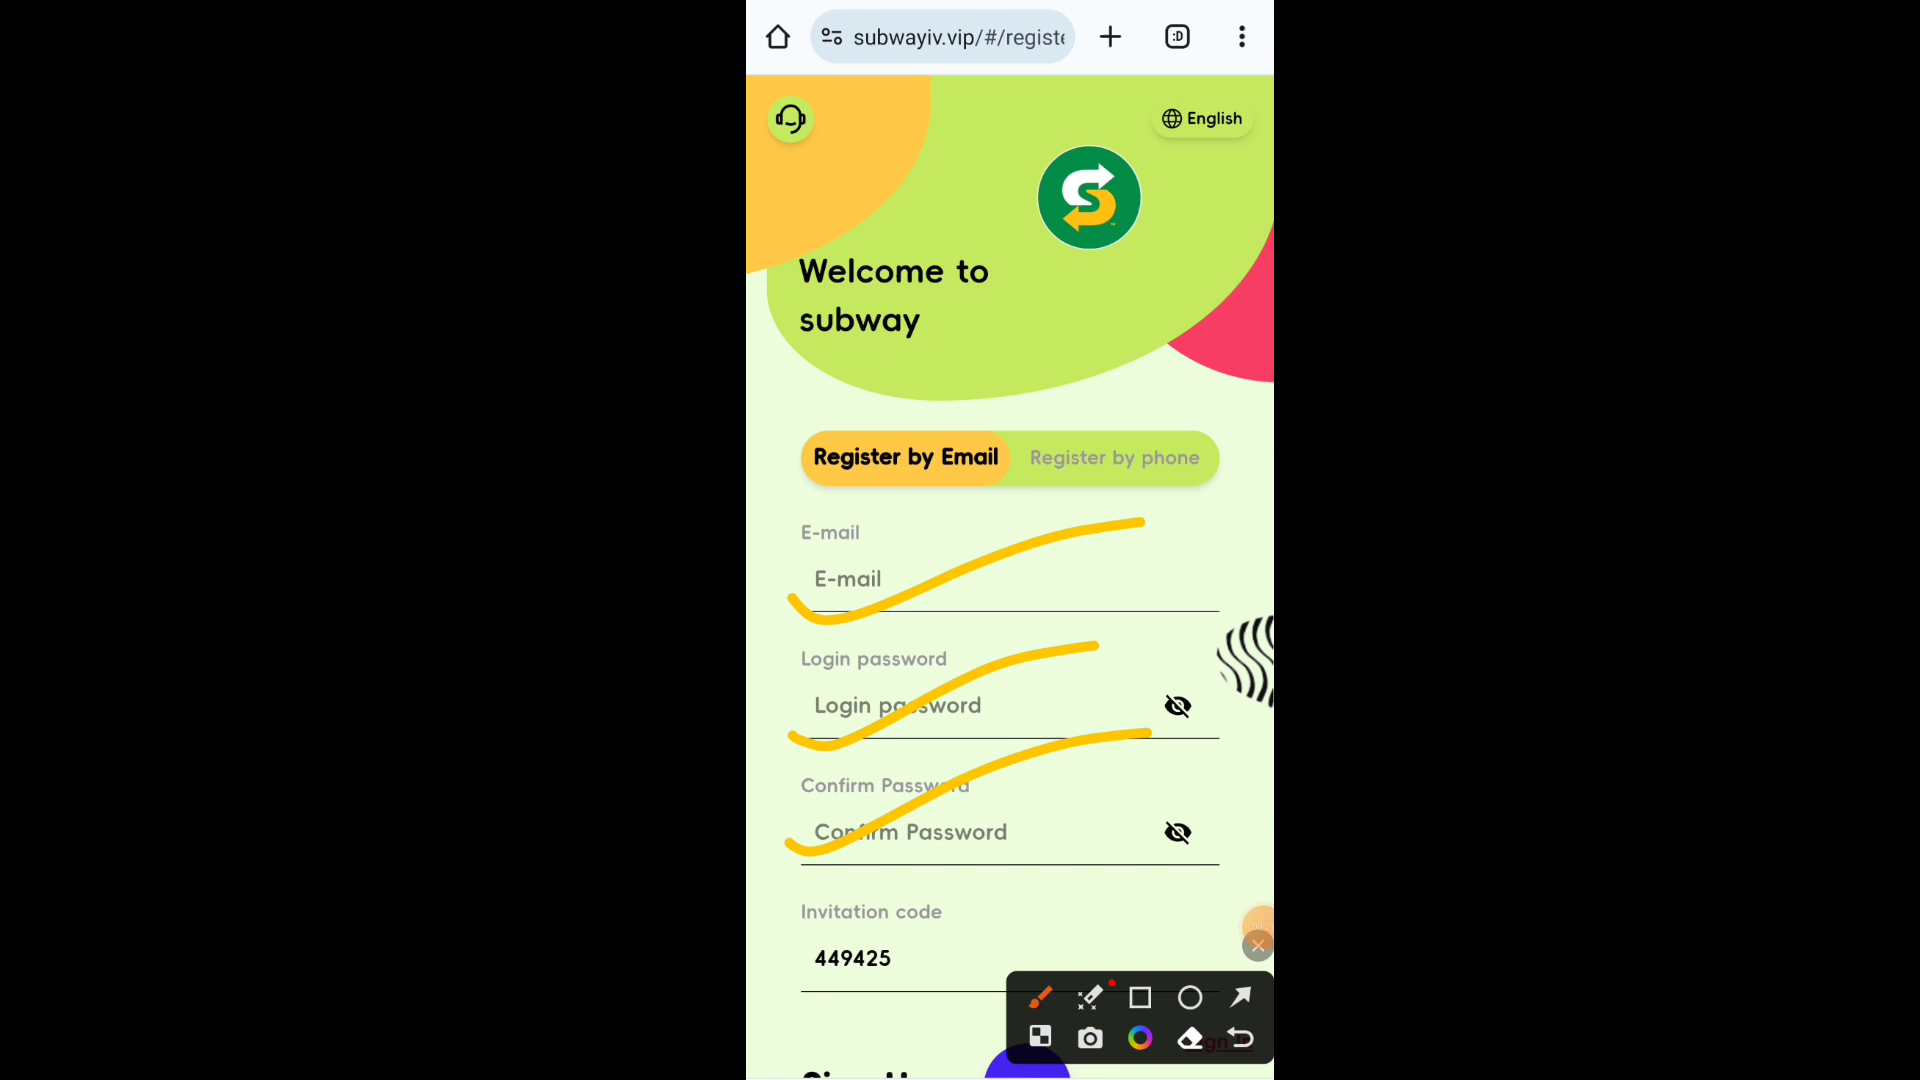 subwayiv.vip/#/registe
:D
English
Welcome to
subway
Register by Email
Register by phone
E-mail
E-mail
Login password
Login password
Confirm Password
Confirm Password
Invitation code
449425